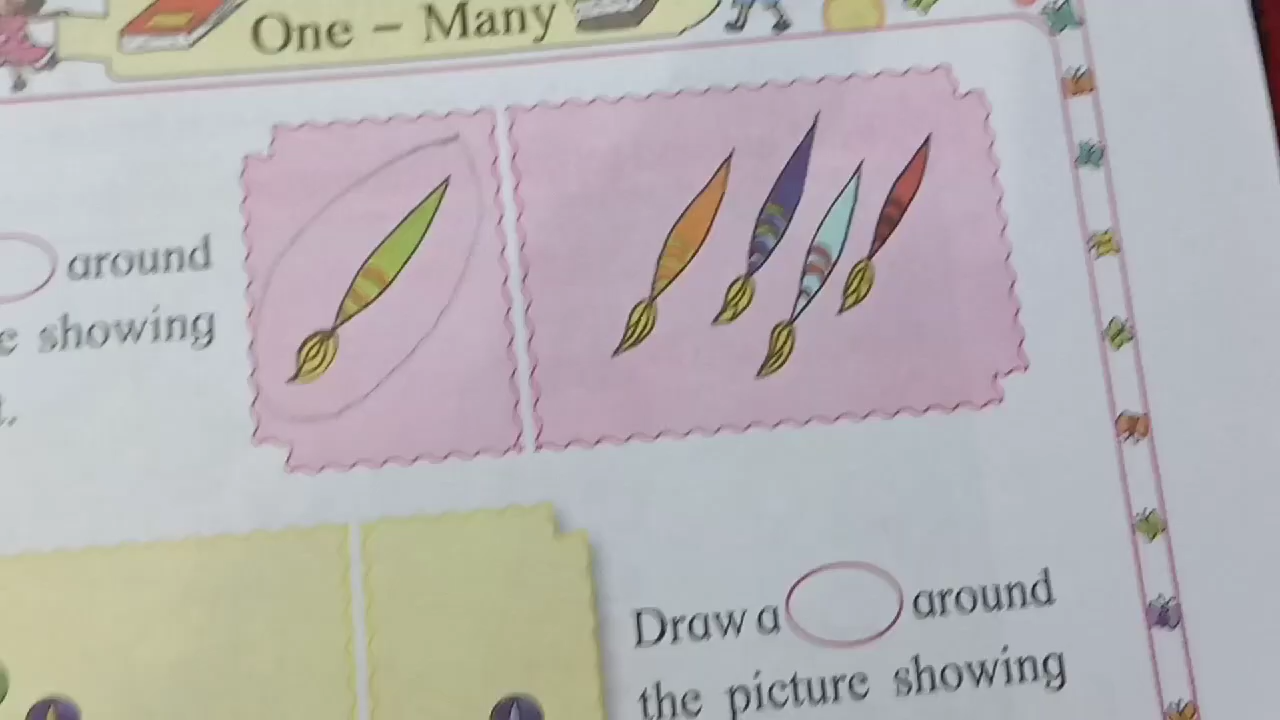 One – Many
around
showing
Draw a around
the picture showing